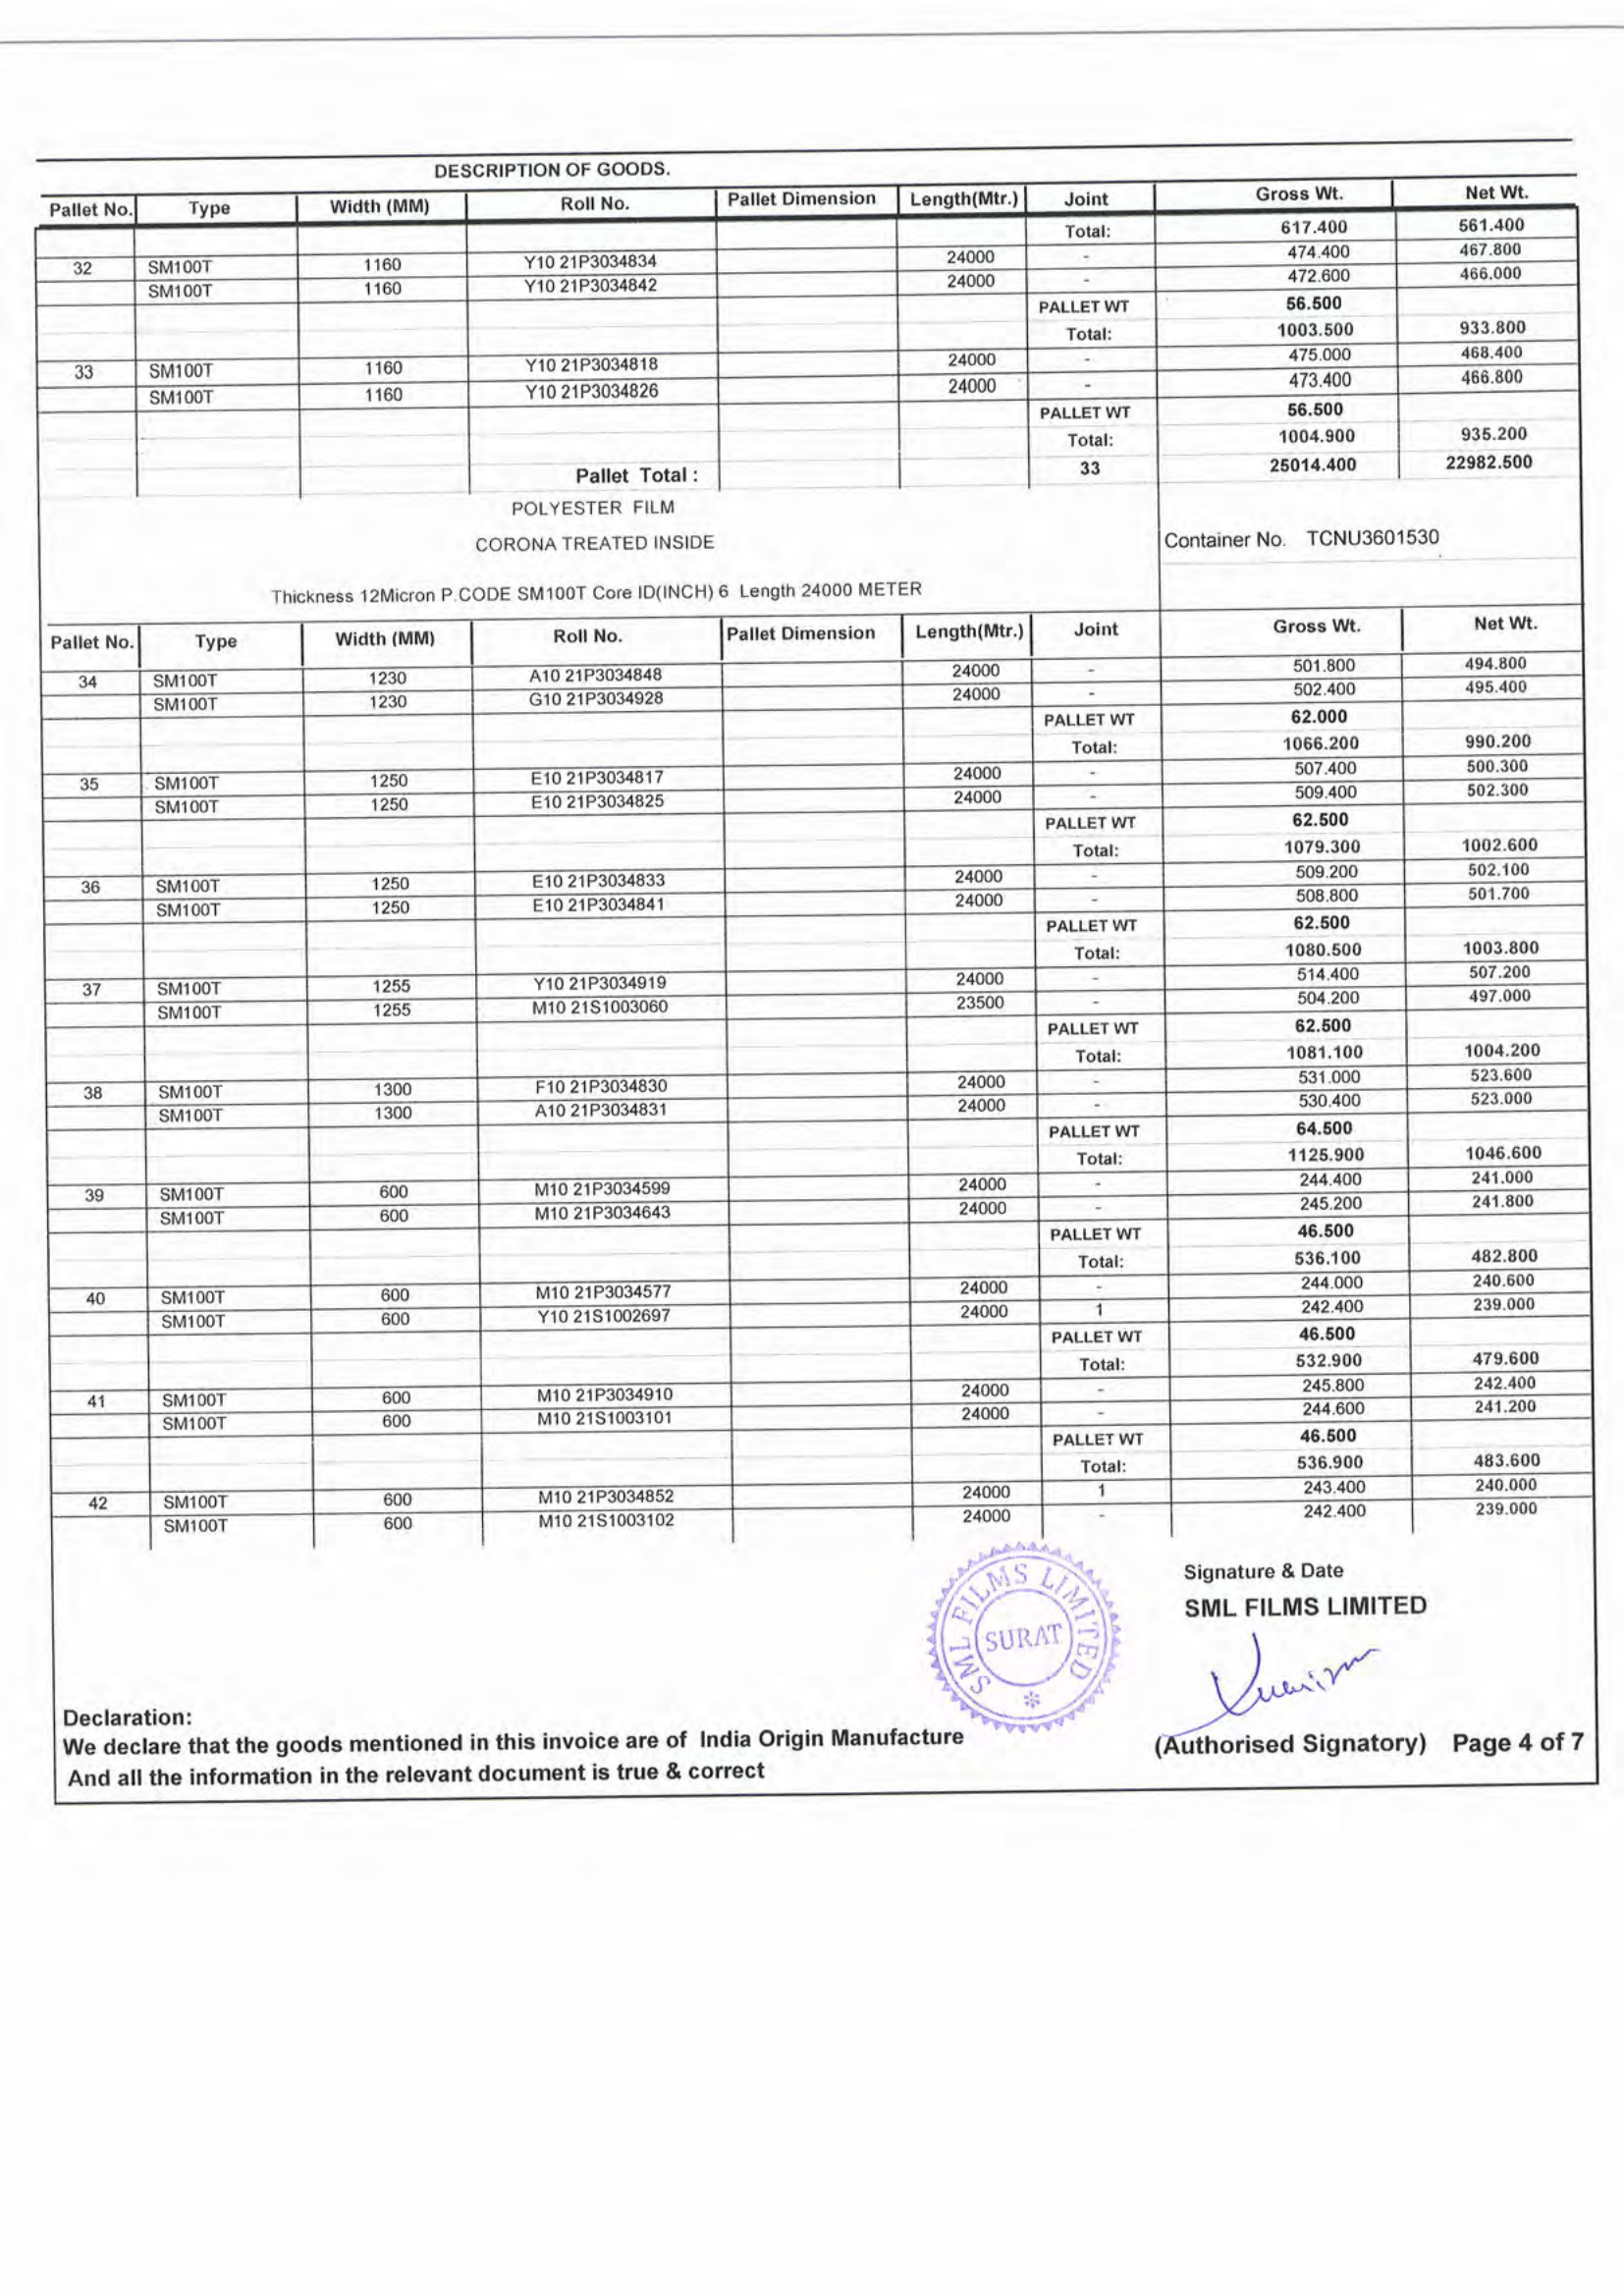 DESCRIPTION OF GOODS.
Pallet No. Type Width (MM) Roll No. Pallet Dimension Length(Mtr.) Joint Gross Wt. Net Wt.
Total: 617.400 561.400
32 SM100T 1160 Y10 21P3034834 24000 - 474.400 467.800
SM100T 1160 Y10 21P3034842 24000 - 472.600 466.000
PALLET WT 56.500
Total: 1003.500 933.800
33 SM100T 1160 Y10 21P3034818 24000 - 475.000 468.400
SM100T 1160 Y10 21P3034826 24000 - 473.400 466.800
PALLET WT 56.500
Total: 1004.900 935.200
Pallet Total : 33 25014.400 22982.500
POLYESTER FILM
CORONA TREATED INSIDE Container No. TCNU3601530
Thickness 12Micron P.CODE SM100T Core ID(INCH) 6 Length 24000 METER
Pallet No. Type Width (MM) Roll No. Pallet Dimension Length(Mtr.) Joint Gross Wt. Net Wt.
34 SM100T 1230 A10 21P3034848 24000 - 501.800 494.800
SM100T 1230 G10 21P3034928 24000 - 502.400 495.400
PALLET WT 62.000
Total: 1066.200 990.200
35 SM100T 1250 E10 21P3034817 24000 - 507.400 500.300
SM100T 1250 E10 21P3034825 24000 - 509.400 502.300
PALLET WT 62.500
Total: 1079.300 1002.600
36 SM100T 1250 E10 21P3034833 24000 - 509.200 502.100
SM100T 1250 E10 21P3034841 24000 - 508.800 501.700
PALLET WT 62.500
Total: 1080.500 1003.800
37 SM100T 1255 Y10 21P3034919 24000 - 514.400 507.200
SM100T 1255 M10 21S1003060 23500 - 504.200 497.000
PALLET WT 62.500
Total: 1081.100 1004.200
38 SM100T 1300 F10 21P3034830 24000 - 531.000 523.600
SM100T 1300 A10 21P3034831 24000 - 530.400 523.000
PALLET WT 64.500
Total: 1125.900 1046.600
39 SM100T 600 M10 21P3034599 24000 - 244.400 241.000
SM100T 600 M10 21P3034643 24000 - 245.200 241.800
PALLET WT 46.500
Total: 536.100 482.800
40 SM100T 600 M10 21P3034577 24000 - 244.000 240.600
SM100T 600 Y10 21S1002697 24000 1 242.400 239.000
PALLET WT 46.500
Total: 532.900 479.600
41 SM100T 600 M10 21P3034910 24000 - 245.800 242.400
SM100T 600 M10 21S1003101 24000 - 244.600 241.200
PALLET WT 46.500
Total: 536.900 483.600
42 SM100T 600 M10 21P3034852 24000 1 243.400 240.000
SM100T 600 M10 21S1003102 24000 - 242.400 239.000
Signature & Date
SML FILMS LIMITED
SML FILMS LIMITED
SURAT
Declaration:
We declare that the goods mentioned in this invoice are of India Origin Manufacture
And all the information in the relevant document is true & correct
(Authorised Signatory) Page 4 of 7